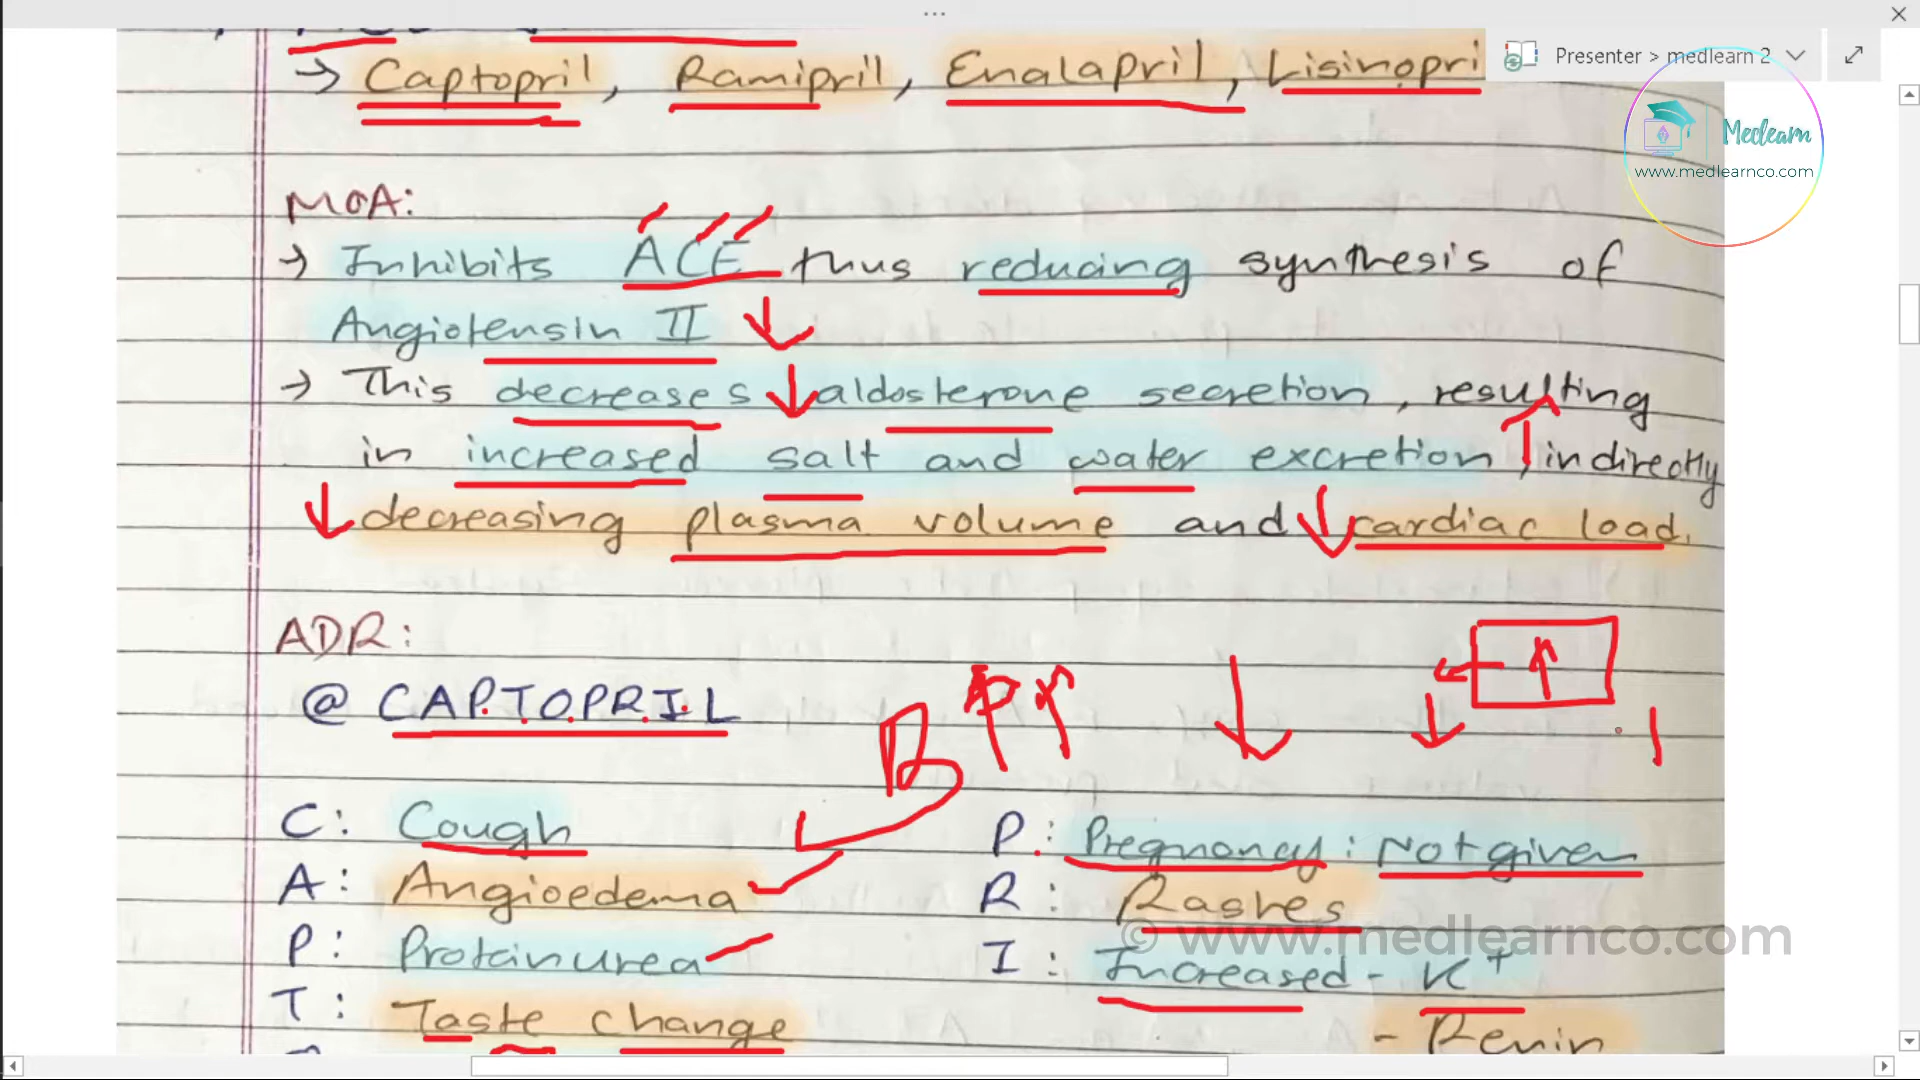 Presenter > medlearn 2
→ Captopril, Ramipril, Enalapril, Lisinopri
Medlearn
www.medlearnco.com
MOA:
→ Inhibits ACE thus reducing synthesis of
Angiotensin II ↓
→ This decreases ↓ aldosterone secretion, resulting
in increased salt and water excretion, indirectly
↓ decreasing plasma volume and ↓ cardiac load.
ADR:
@ CAPTOPRIL
C: Cough
A: Angioedema
P: Proteinurea
T: Taste change
P: Pregnancy: Not given
R: Rashes
I: Increased - K+
- Renin
© www.medlearnco.com